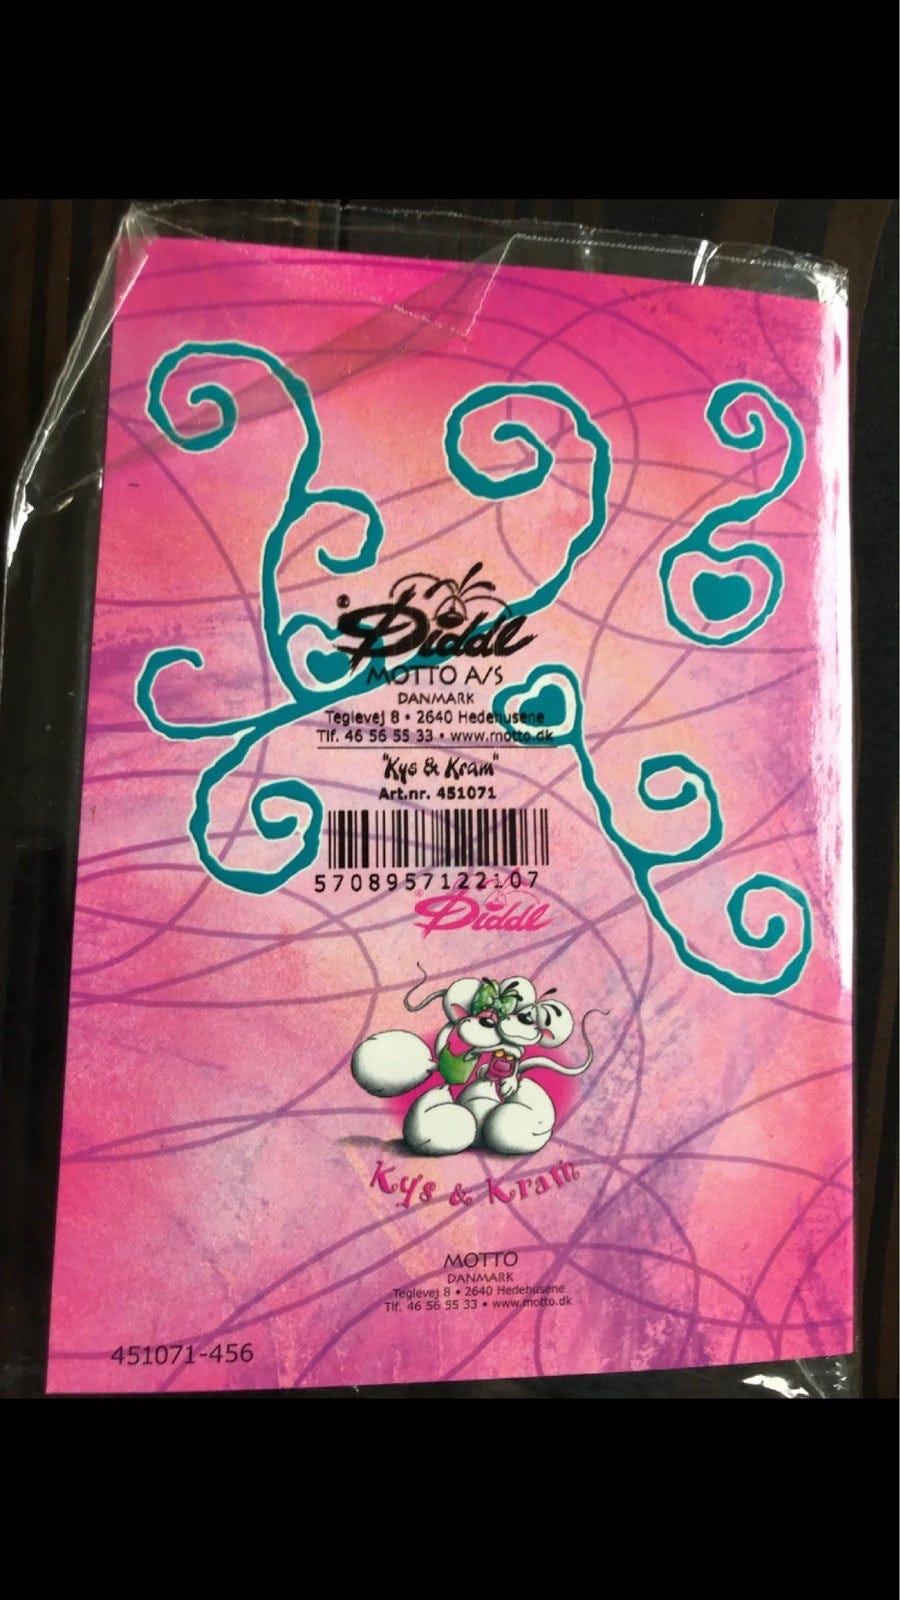 Diddl
MOTTO A/S
DANMARK
Teglevej 8 • 2640 Hedehusene
Tlf. 46 56 55 33 • www.motto.dk
"Kys & Kram"
Art.nr. 451071
5708957122107
Diddl
Kys & Kram
MOTTO
DANMARK
Teglevej 8 • 2640 Hedehusene
Tlf. 46 56 55 33 • www.motto.dk
451071-456